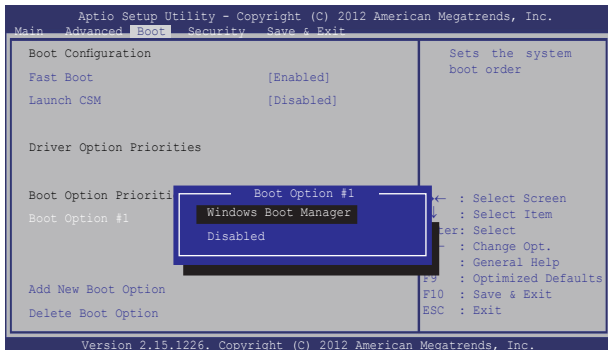 Aptio Setup Utility - Copyright (C) 2012 American Megatrends, Inc.
Main Advanced Boot Security Save & Exit
Boot Configuration
Fast Boot [Enabled]
Launch CSM [Disabled]
Driver Option Priorities
Boot Option Prioriti
Boot Option #1
Add New Boot Option
Delete Boot Option
Boot Option #1
Windows Boot Manager
Disabled
Sets the system
boot order
→← : Select Screen
: Select Item
er: Select
: Change Opt.
: General Help
F9 : Optimized Defaults
F10 : Save & Exit
ESC : Exit
Version 2.15.1226. Copyright (C) 2012 American Megatrends, Inc.